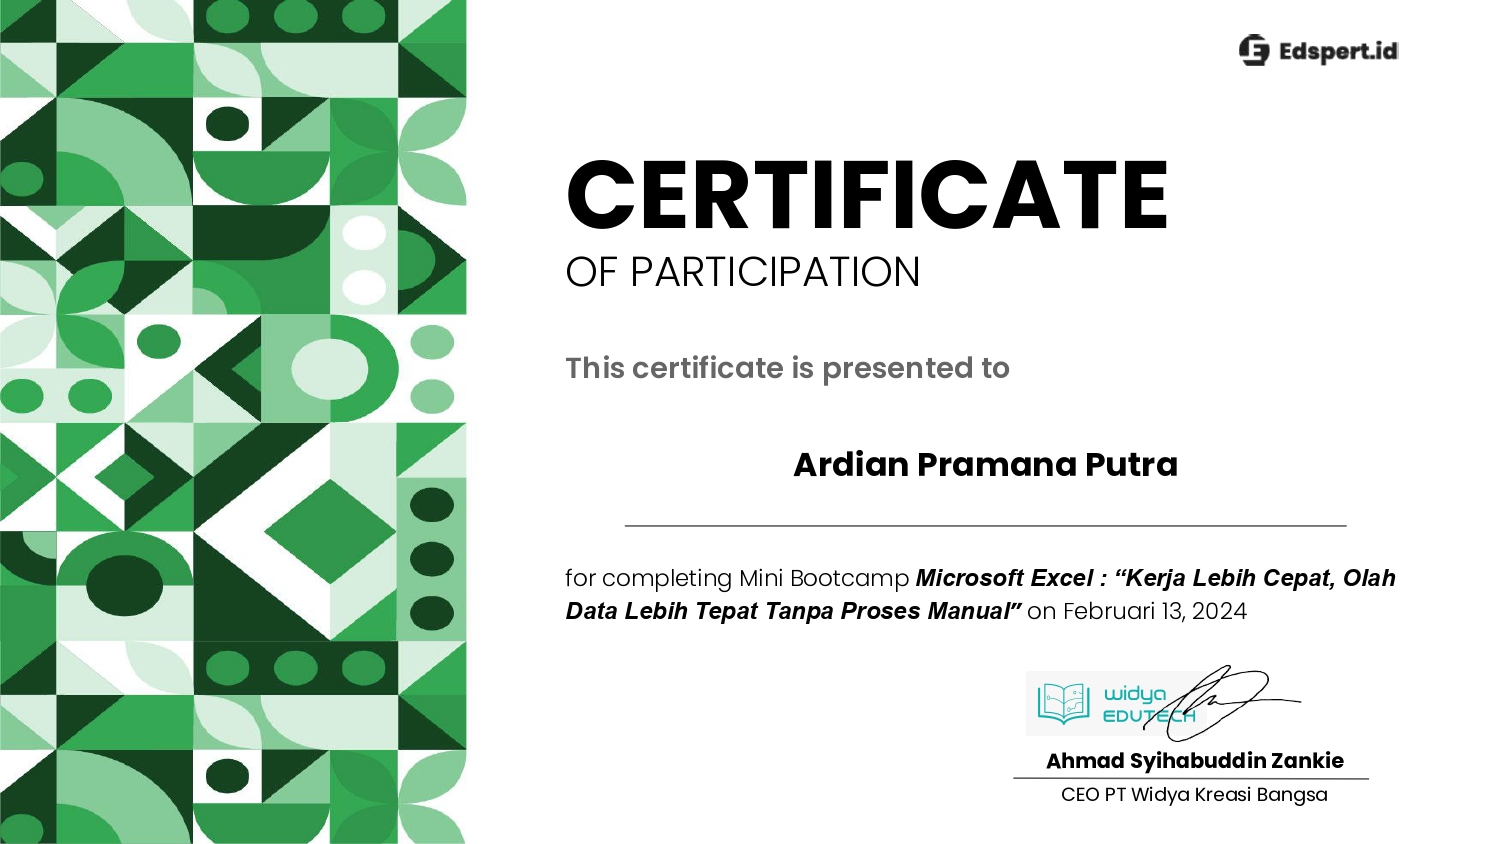 Edspert.id
CERTIFICATE
OF PARTICIPATION
This certificate is presented to
Ardian Pramana Putra
for completing Mini Bootcamp Microsoft Excel : “Kerja Lebih Cepat, Olah
Data Lebih Tepat Tanpa Proses Manual” on Februari 13, 2024
widya
EDUTECH
Ahmad Syihabuddin Zankie
CEO PT Widya Kreasi Bangsa